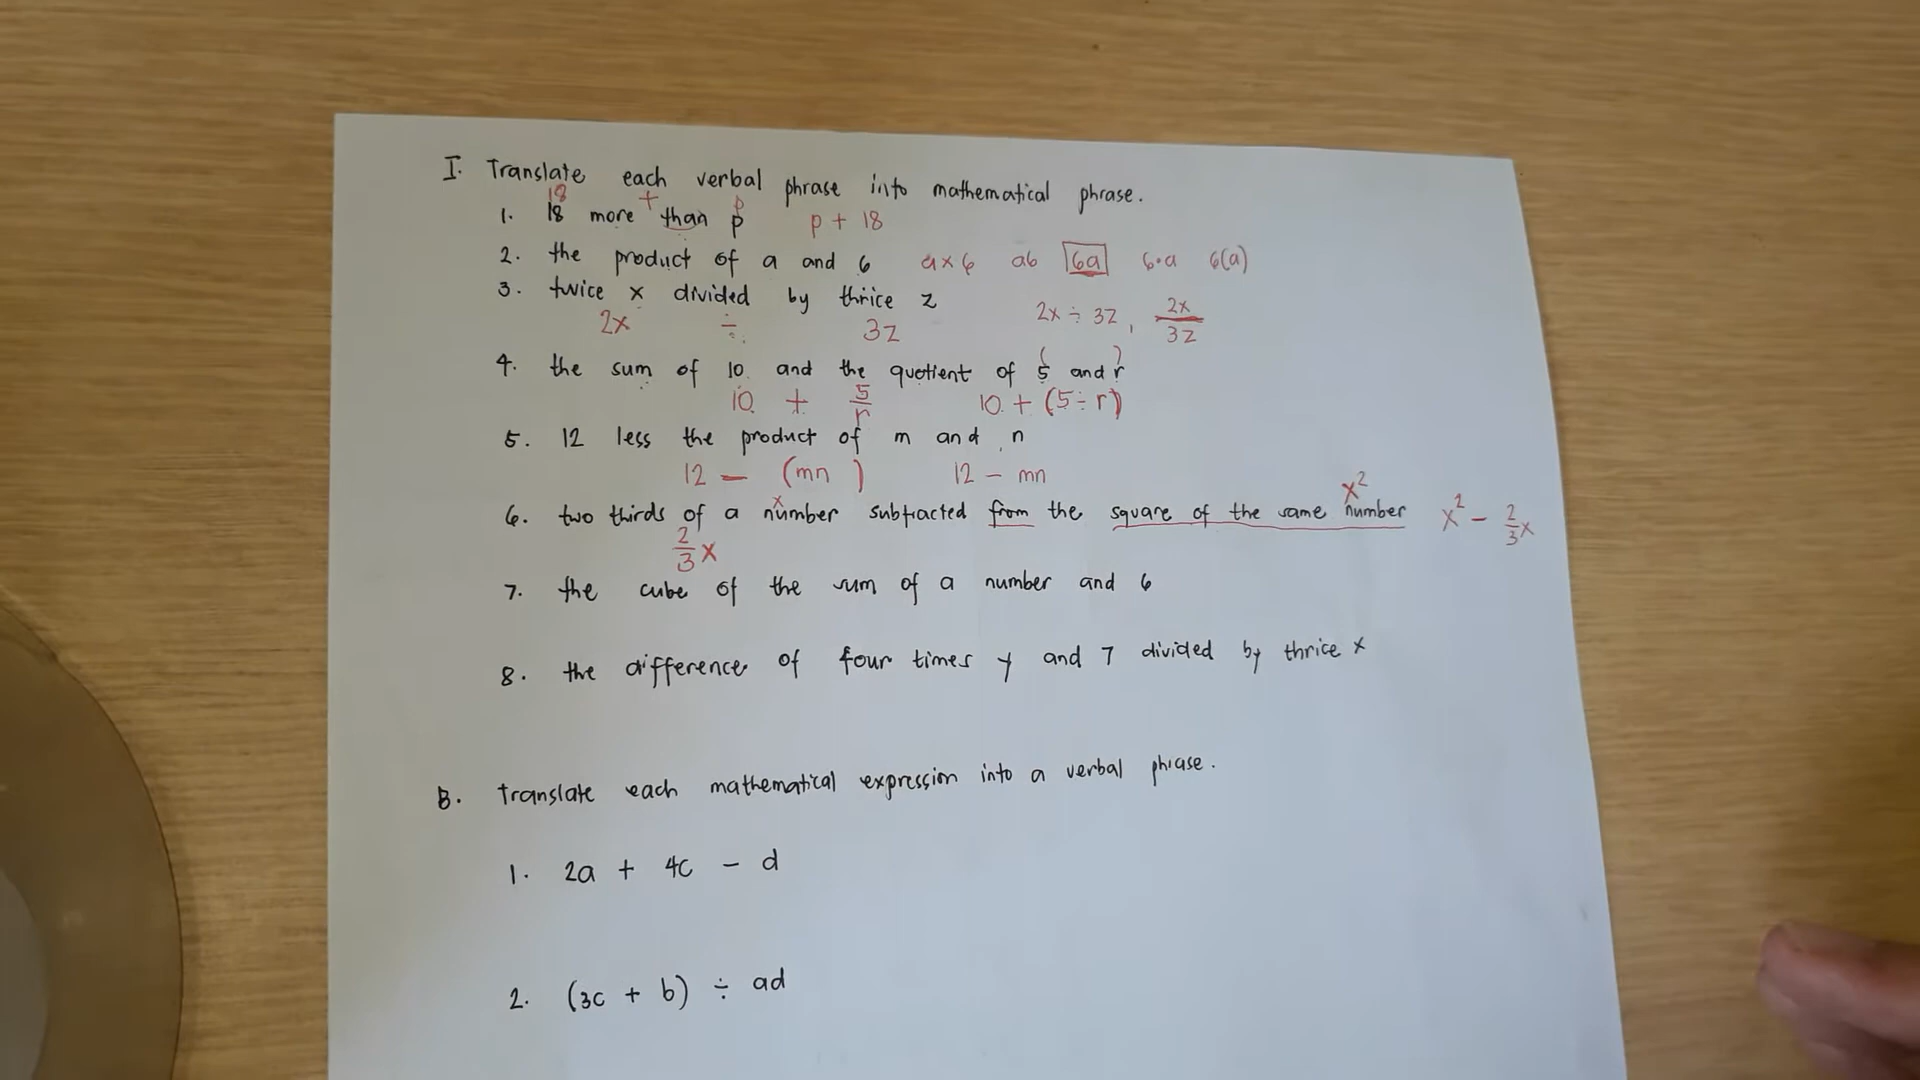 I. Translate each verbal phrase into mathematical phrase.
18 + p
1. 18 more than p p + 18
2. the product of a and 6 a×6 a6 6a 6·a 6(a)
3. twice x divided by thrice z
2x ÷ 3z 2x ÷ 3z, 2x/3z
4. the sum of 10 and the quotient of (5 and r)
10 + 5/r 10 + (5÷r)
5. 12 less the product of m and n
12 − (mn) 12 − mn
x x²
6. two thirds of a number subtracted from the square of the same number x² − 2/3x
2/3 x
7. the cube of the sum of a number and 6
8. the difference of four times y and 7 divided by thrice x
B. Translate each mathematical expression into a verbal phrase.
1. 2a + 4c − d
2. (3c + b) ÷ ad